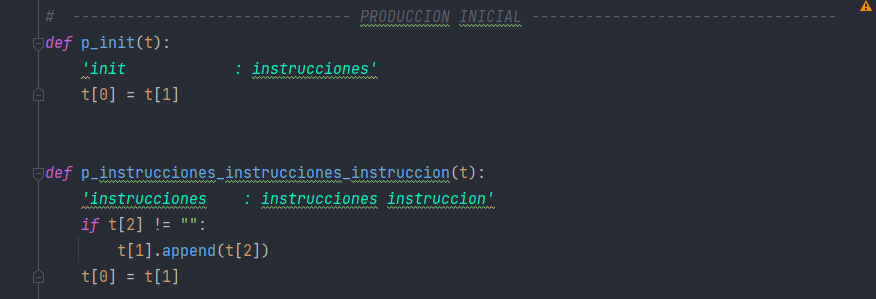 #  ------------------------------- PRODUCCION INICIAL ----------------------------------
def p_init(t):
    'init            : instrucciones'
    t[0] = t[1]
def p_instrucciones_instrucciones_instruccion(t):
    'instrucciones    : instrucciones instruccion'
    if t[2] != "":
        t[1].append(t[2])
    t[0] = t[1]